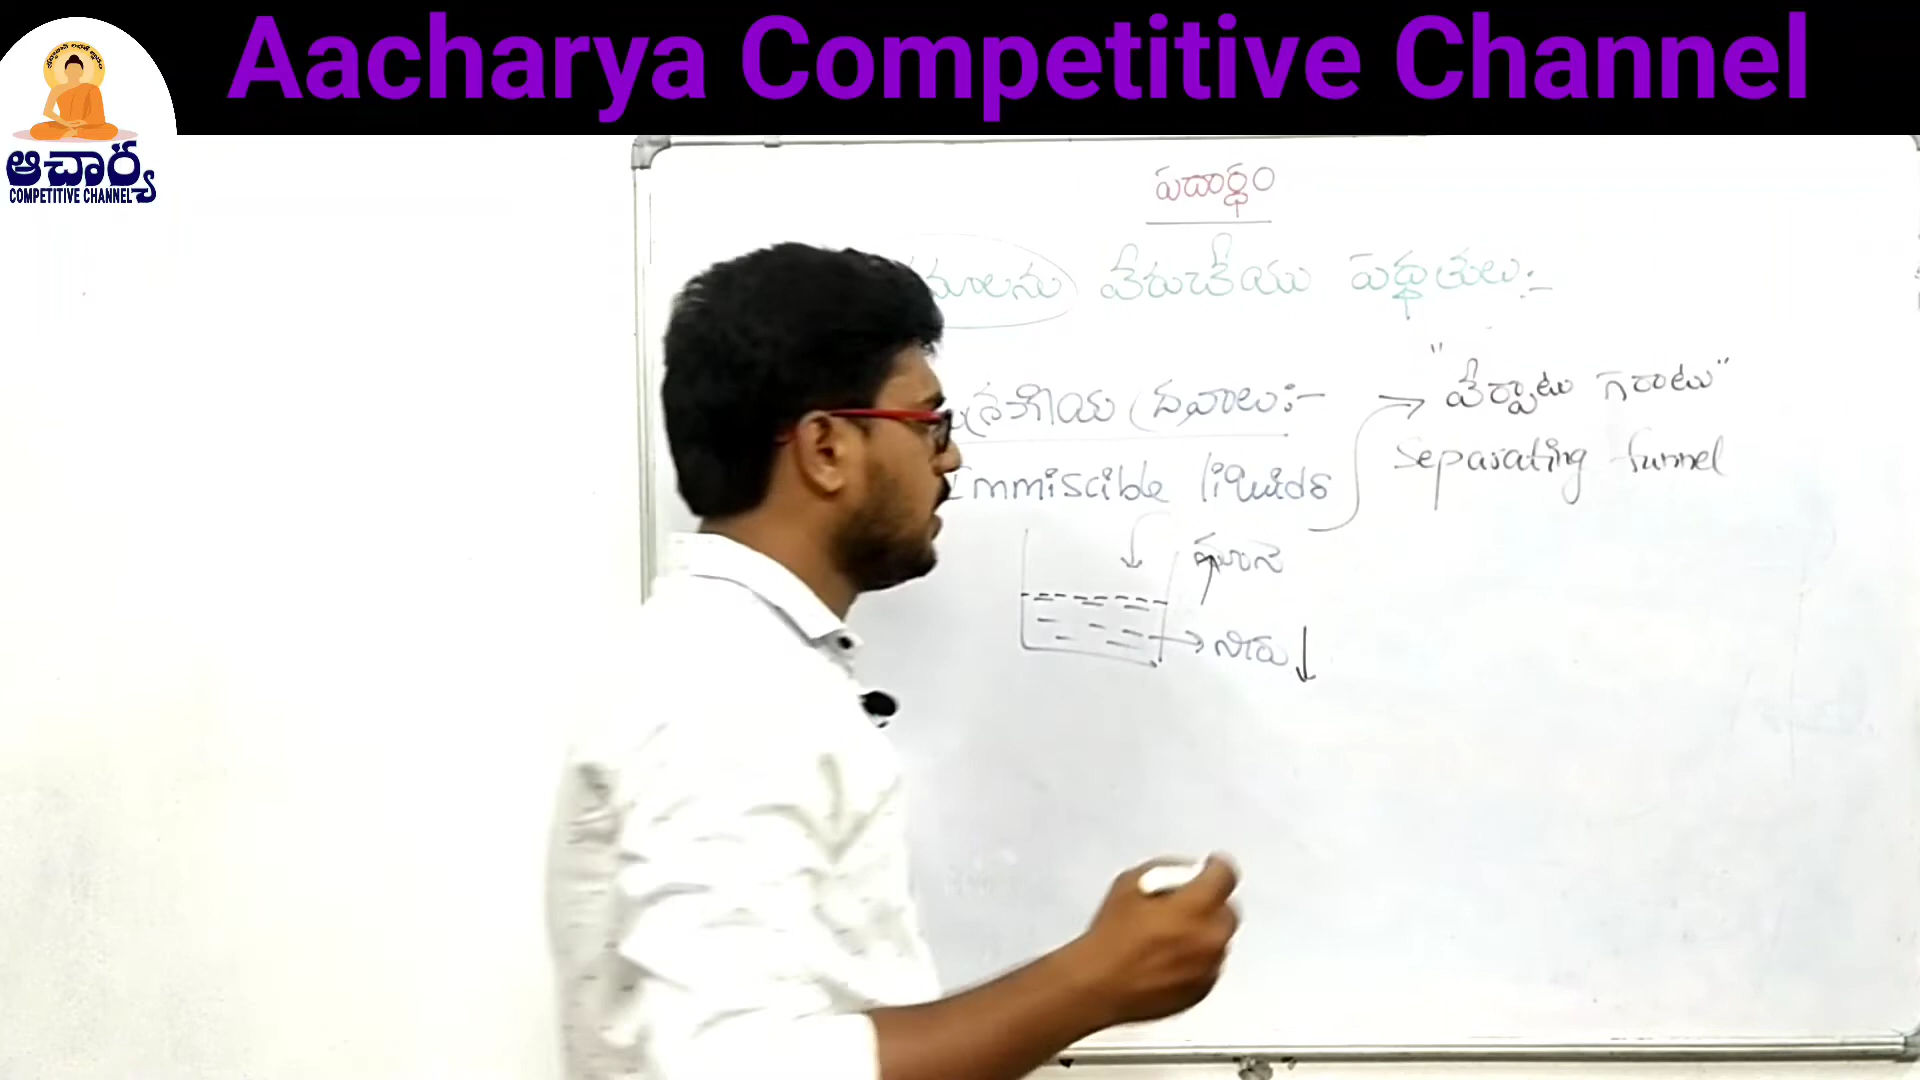 Aacharya Competitive Channel
ఆచార్య
COMPETITIVE CHANNEL
పదార్థం
వేరుచేయు పద్ధతులు:-
ద్రవాలు:-
"వేర్పాటు గరాటు"
Immiscible liquids
Separating funnel
నూనె
నీరు